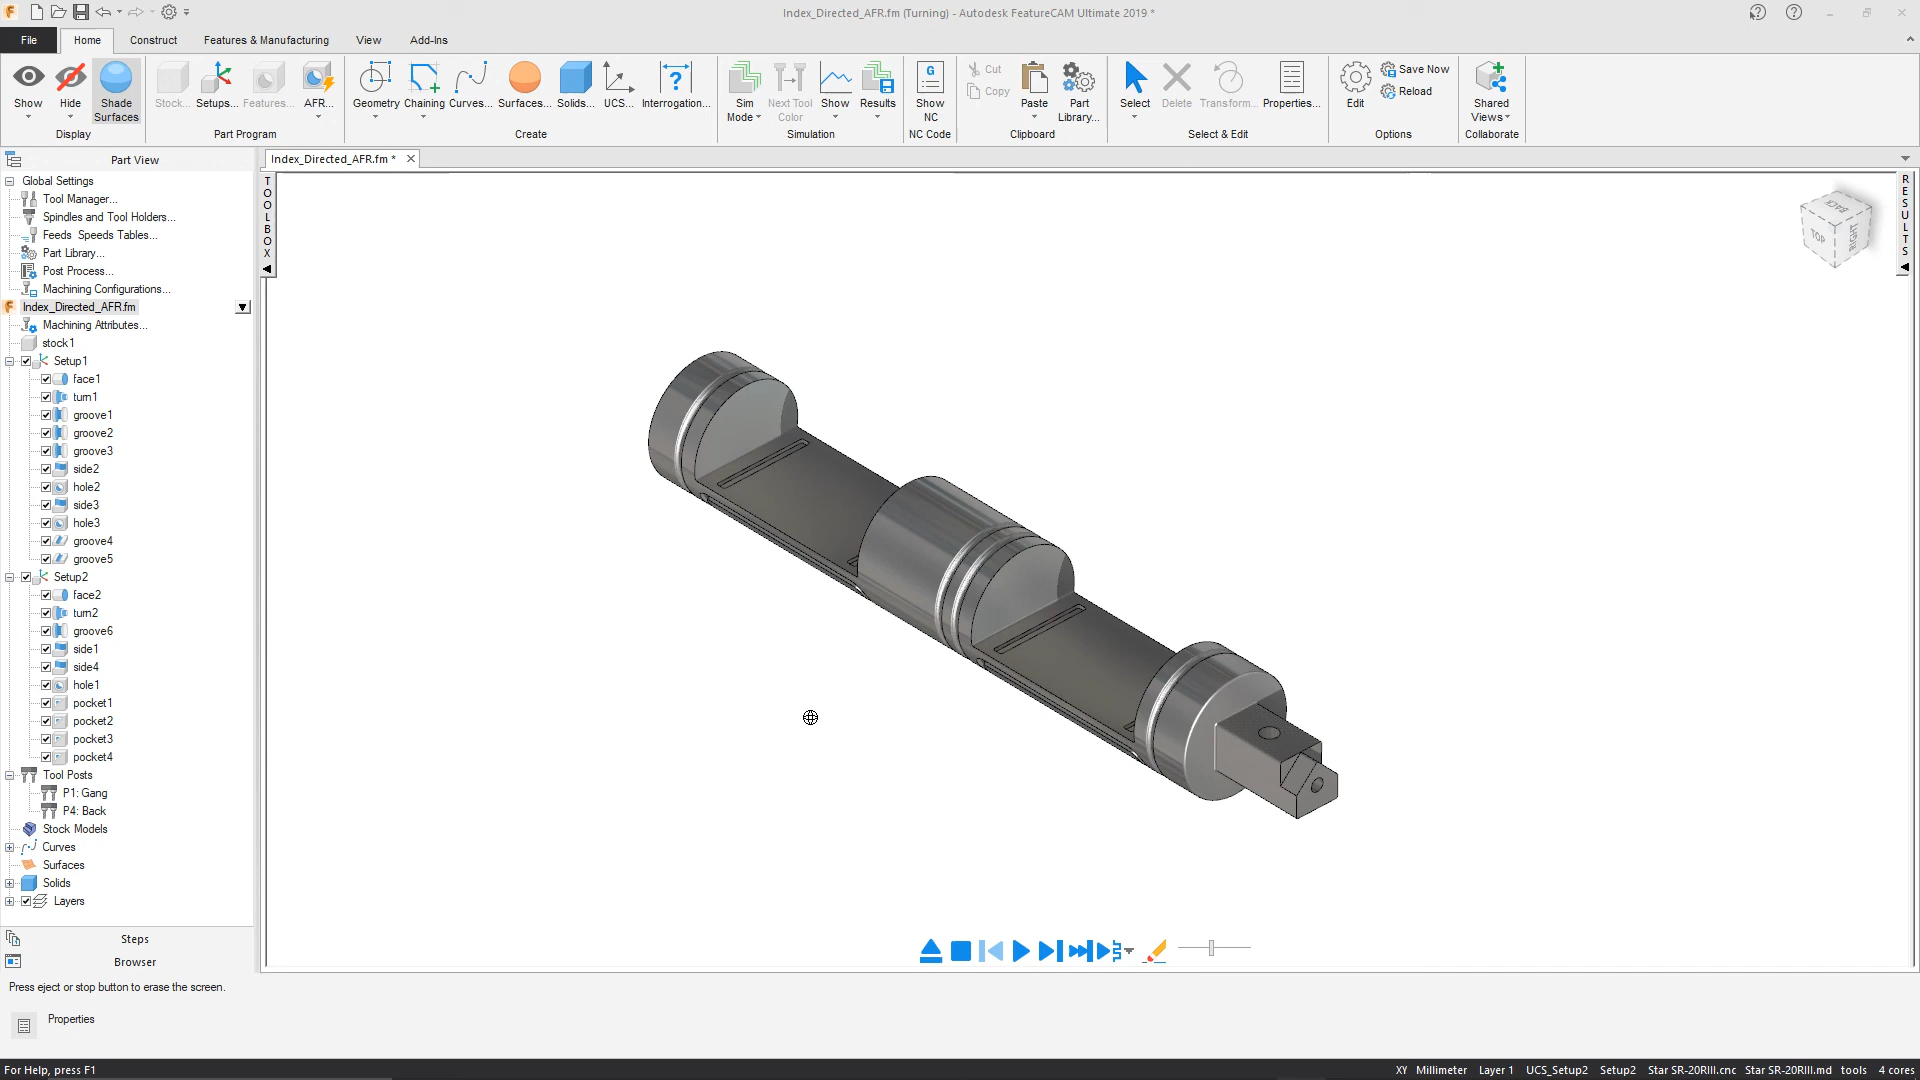 Index_Directed_AFR.fm (Turning) - Autodesk FeatureCAM Ultimate 2019 *
File Home Construct Features & Manufacturing View Add-Ins
Show Hide Shade Surfaces
Display
Stock... Setups... Features... AFR...
Part Program
Geometry Chaining Curves... Surfaces... Solids... UCS... Interrogation...
Create
Sim Mode Next Tool Color Show Results
Simulation
G
Show NC
NC Code
Cut
Copy
Paste Part Library...
Clipboard
Select Delete Transform... Properties...
Select & Edit
Edit Save Now
Reload
Options
Shared Views
Collaborate
Part View
Index_Directed_AFR.fm *
Global Settings
Tool Manager...
Spindles and Tool Holders...
Feeds Speeds Tables...
Part Library...
Post Process...
Machining Configurations...
Index_Directed_AFR.fm
Machining Attributes...
stock1
Setup1
face1
turn1
groove1
groove2
groove3
side2
hole2
side3
hole3
groove4
groove5
Setup2
face2
turn2
groove6
side1
side4
hole1
pocket1
pocket2
pocket3
pocket4
Tool Posts
P1: Gang
P4: Back
Stock Models
Curves
Surfaces
Solids
Layers
Steps
Browser
TOOLBOX
RESULTS
BACK
TOP
RIGHT
Press eject or stop button to erase the screen.
Properties
For Help, press F1
XY Millimeter Layer 1 UCS_Setup2 Setup2 Star SR-20RIII.cnc Star SR-20RIII.md tools 4 cores